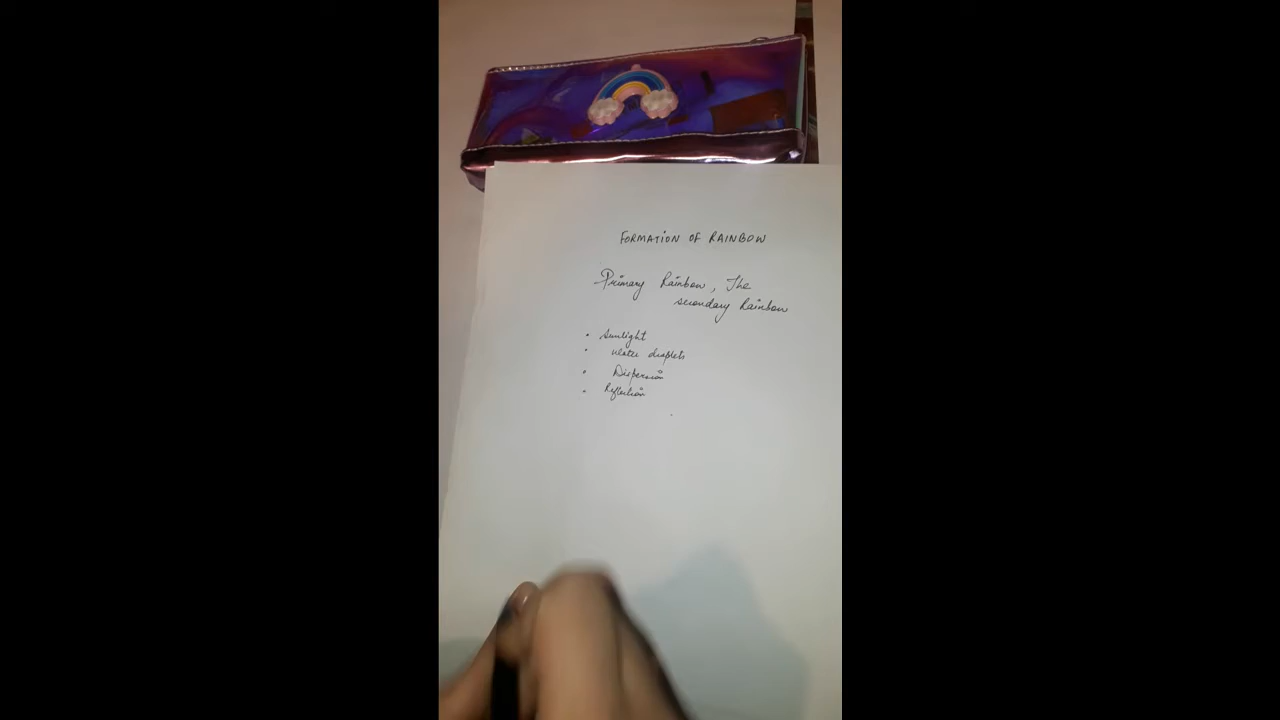 FORMATION OF RAINBOW
Primary Rainbow, The
secondary Rainbow
• Sunlight
• Water droplets
• Dispersion
• Reflection